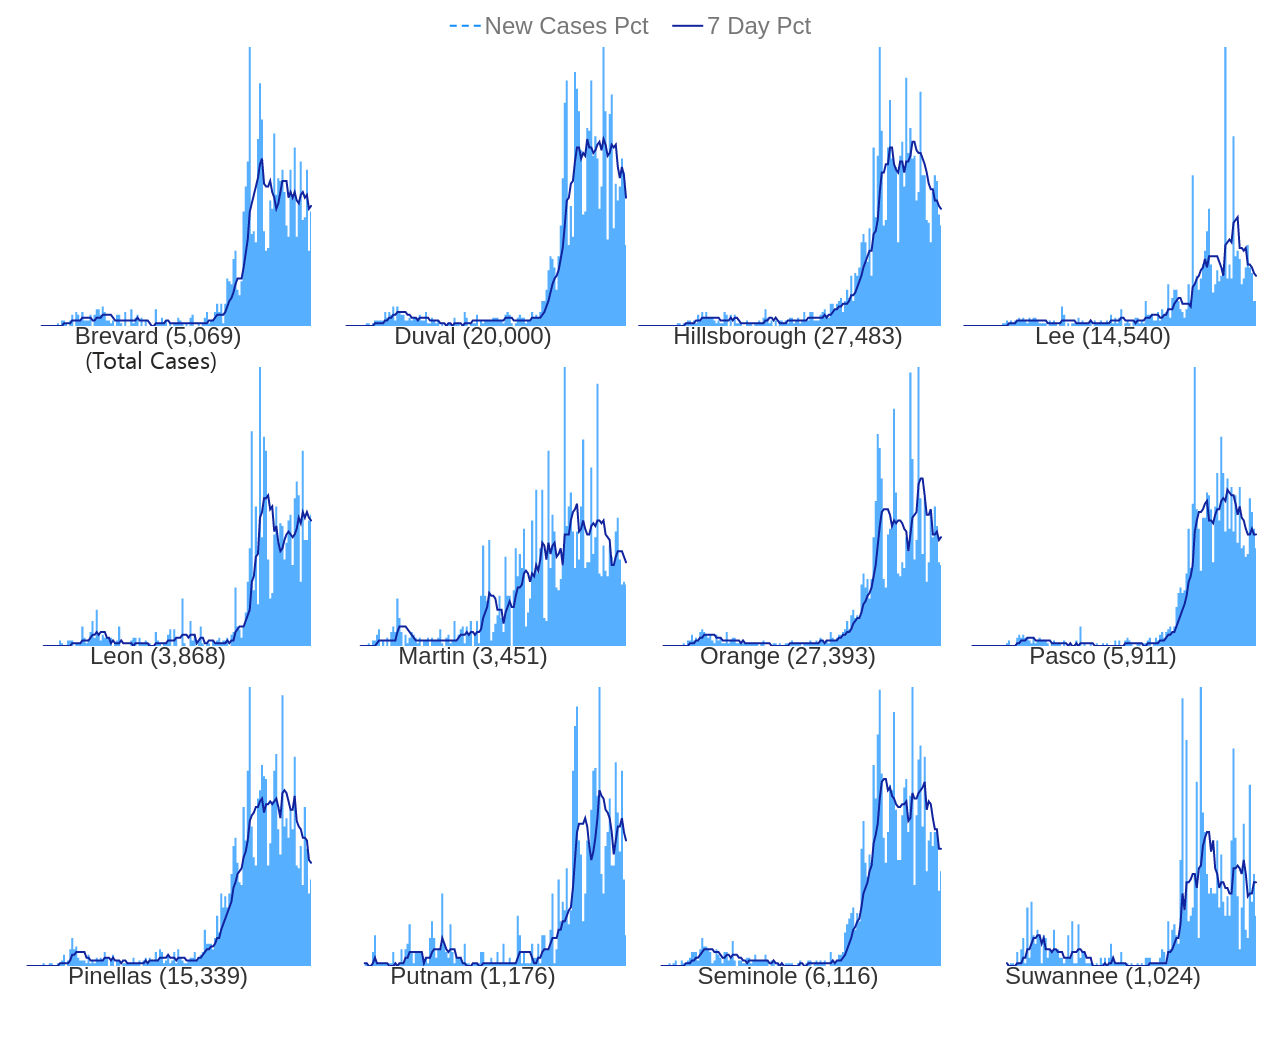 New Cases Pct 7 Day Pct
Brevard (5,069) Duval (20,000) Hillsborough (27,483) Lee (14,540)
(Total Cases)
Leon (3,868) Martin (3,451) Orange (27,393) Pasco (5,911)
Pinellas (15,339) Putnam (1,176) Seminole (6,116) Suwannee (1,024)